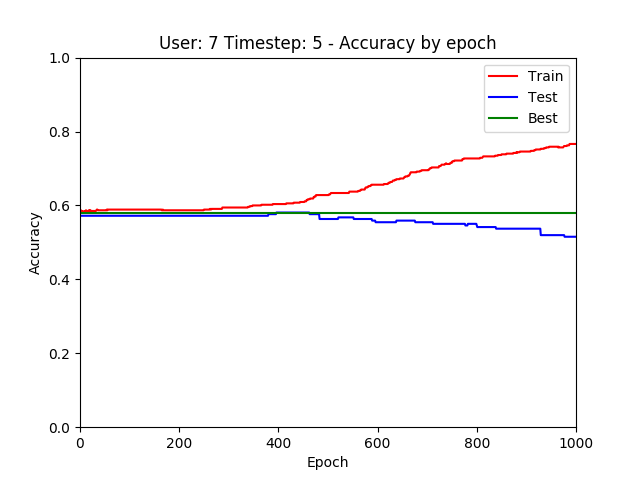 User: 7 Timestep: 5 - Accuracy by epoch
1.0
0.8
0.6
0.4
0.2
0.0
Accuracy
Train
Test
Best
0 200 400 600 800 1000
Epoch